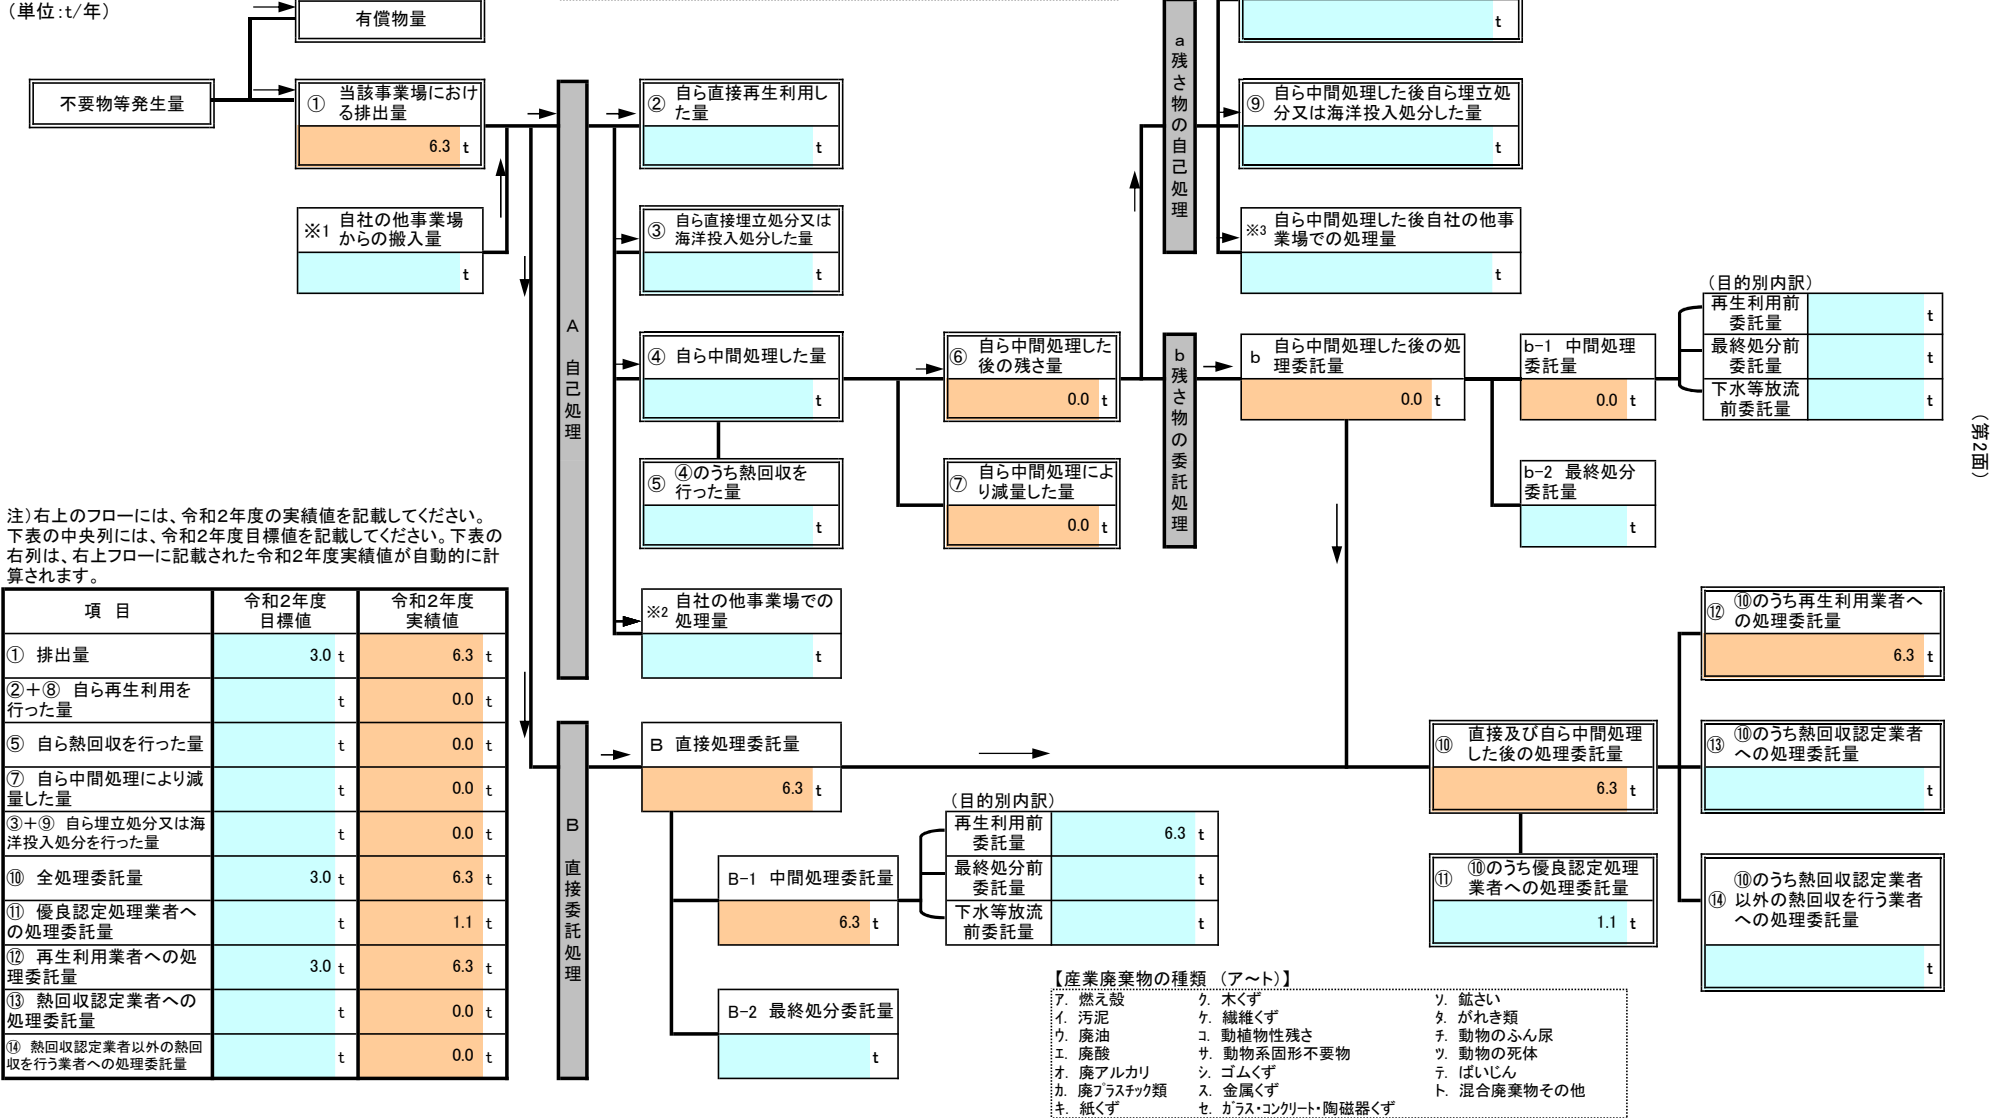 (単位:t/年)
有償物量
t
不要物等発生量
① 当該事業場におけ
る排出量
6.3 t
※1 自社の他事業場
からの搬入量
t
A 自己処理
② 自ら直接再生利用し
た量
t
③ 自ら直接埋立処分又は
海洋投入処分した量
t
④ 自ら中間処理した量
t
⑤ ④のうち熱回収を
行った量
t
※2 自社の他事業場での
処理量
t
⑥ 自ら中間処理した
後の残さ量
0.0 t
⑦ 自ら中間処理によ
り減量した量
0.0 t
a 残さ物の自己処理
⑨ 自ら中間処理した後自ら埋立処
分又は海洋投入処分した量
t
※3 自ら中間処理した後自社の他事
業場での処理量
t
b 残さ物の委託処理
b 自ら中間処理した後の処
理委託量
0.0 t
b-1 中間処理
委託量
0.0 t
b-2 最終処分
委託量
t
(目的別内訳)
再生利用前
委託量
t
最終処分前
委託量
t
下水等放流
前委託量
t
(第2面)
注)右上のフローには、令和2年度の実績値を記載してください。
下表の中央列には、令和2年度目標値を記載してください。下表の
右列は、右上フローに記載された令和2年度実績値が自動的に計
算されます。
項 目
令和2年度
目標値
令和2年度
実績値
① 排出量 3.0 t 6.3 t
②+⑧ 自ら再生利用を
行った量
t 0.0 t
⑤ 自ら熱回収を行った量 t 0.0 t
⑦ 自ら中間処理により減
量した量
t 0.0 t
③+⑨ 自ら埋立処分又は海
洋投入処分を行った量
t 0.0 t
⑩ 全処理委託量 3.0 t 6.3 t
⑪ 優良認定処理業者へ
の処理委託量
t 1.1 t
⑫ 再生利用業者への処
理委託量
3.0 t 6.3 t
⑬ 熱回収認定業者への
処理委託量
t 0.0 t
⑭ 熱回収認定業者以外の熱回
収を行う業者への処理委託量
t 0.0 t
B 直接委託処理
B 直接処理委託量
6.3 t
B-1 中間処理委託量
6.3 t
B-2 最終処分委託量
t
(目的別内訳)
再生利用前
委託量
6.3 t
最終処分前
委託量
t
下水等放流
前委託量
t
⑩ 直接及び自ら中間処理
した後の処理委託量
6.3 t
⑪ ⑩のうち優良認定処理
業者への処理委託量
1.1 t
⑫ ⑩のうち再生利用業者へ
の処理委託量
6.3 t
⑬ ⑩のうち熱回収認定業者
への処理委託量
t
⑭ ⑩のうち熱回収認定業者
以外の熱回収を行う業者
への処理委託量
t
【産業廃棄物の種類 (ア~ト)】
ア. 燃え殻 ク. 木くず ソ. 鉱さい
イ. 汚泥 ケ. 繊維くず タ. がれき類
ウ. 廃油 コ. 動植物性残さ チ. 動物のふん尿
エ. 廃酸 サ. 動物系固形不要物 ツ. 動物の死体
オ. 廃アルカリ シ. ゴムくず テ. ばいじん
カ. 廃プラスチック類 ス. 金属くず ト. 混合廃棄物その他
キ. 紙くず セ. ガラス・コンクリート・陶磁器くず